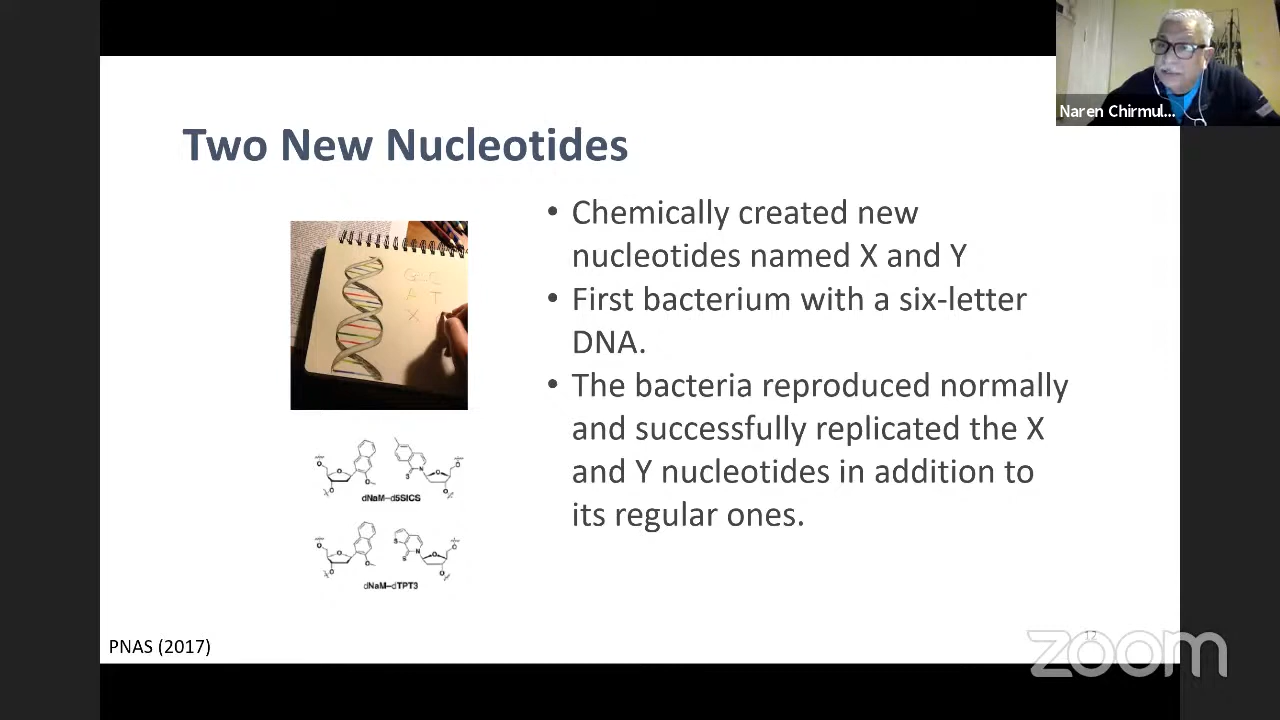 Naren Chirmul...
Two New Nucleotides
• Chemically created new
nucleotides named X and Y
• First bacterium with a six-letter
DNA.
• The bacteria reproduced normally
and successfully replicated the X
and Y nucleotides in addition to
its regular ones.
G C
A T
X
dNaM–d5SICS
dNaM–dTPT3
PNAS (2017)
12
zoom